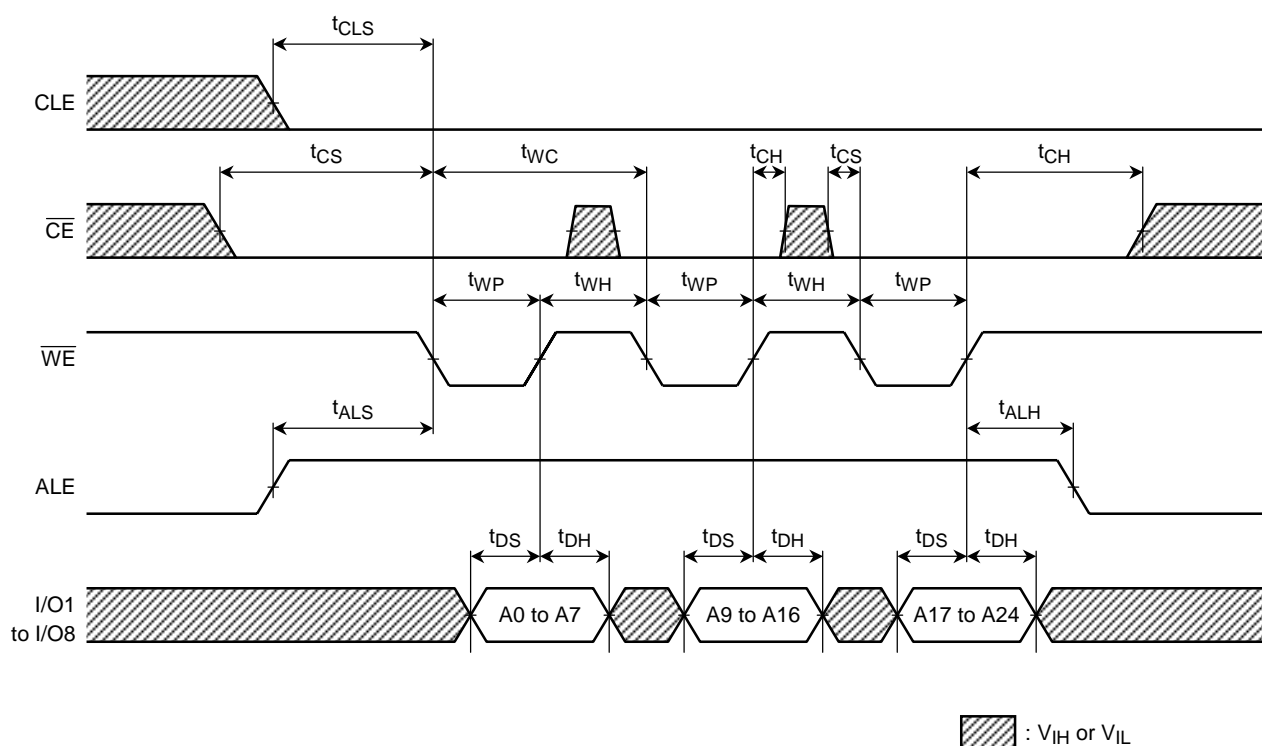 tCLS
CLE
tCS tWC tCH tCS tCH
CE
tWP tWH tWP tWH tWP
WE
tALS tALH
ALE
tDS tDH tDS tDH tDS tDH
I/O1
to I/O8
A0 to A7 A9 to A16 A17 to A24
: VIH or VIL